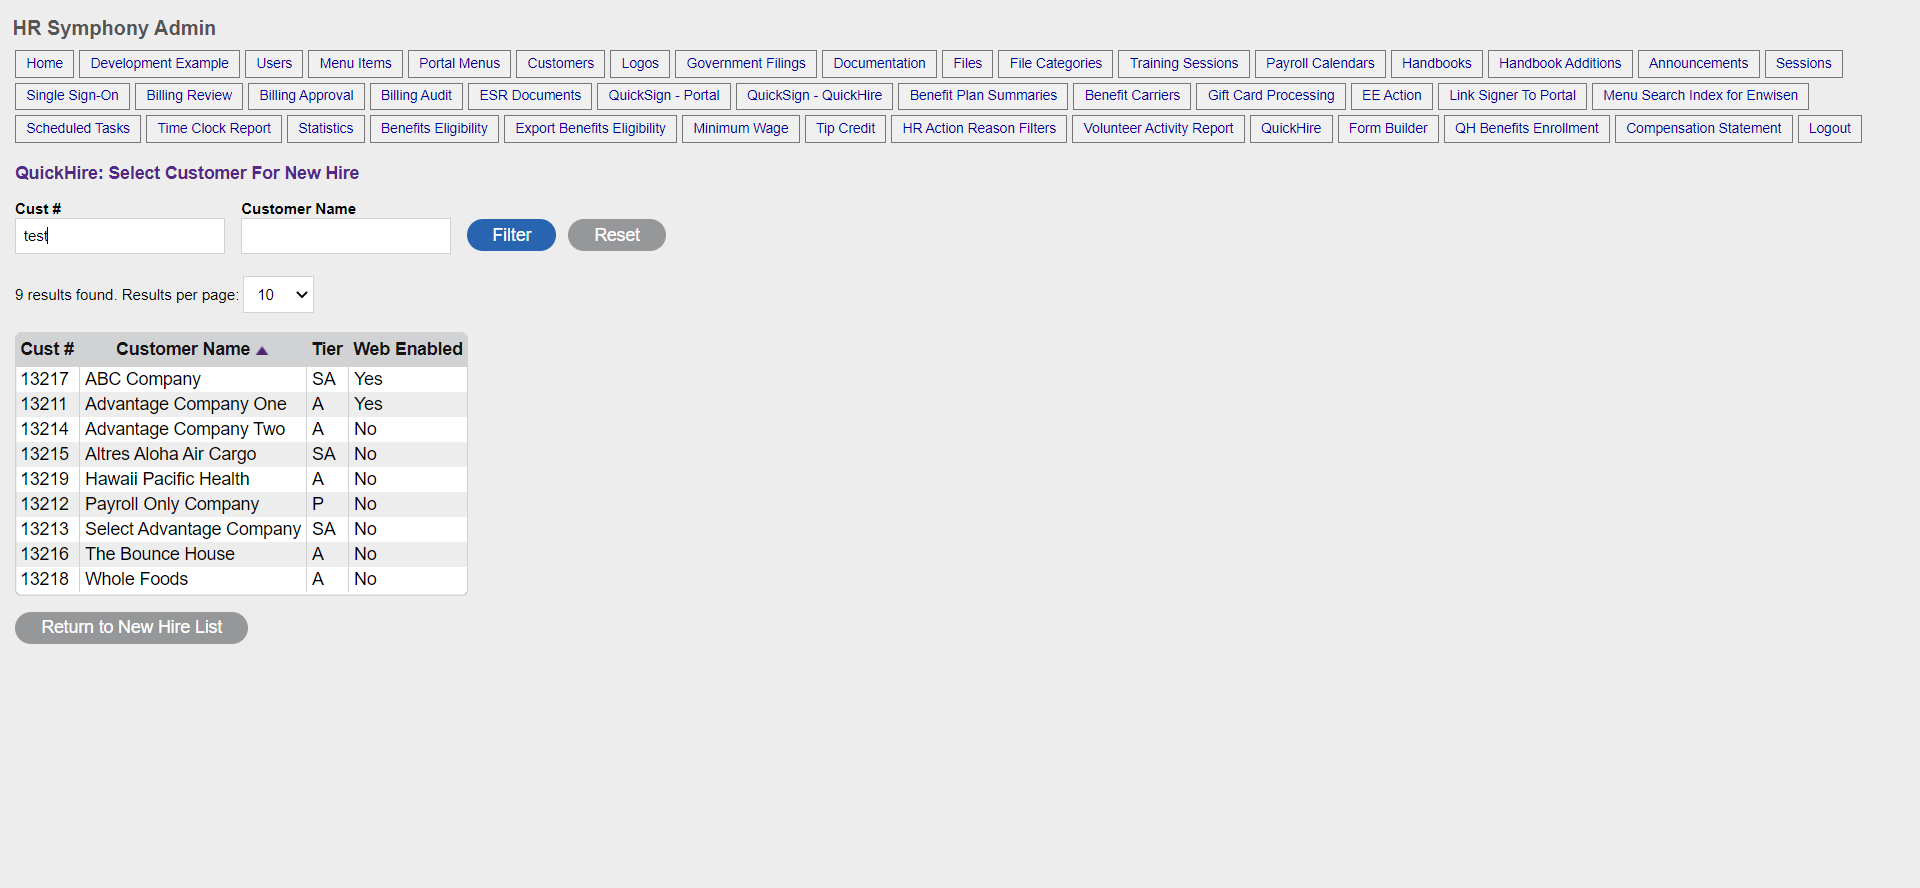 HR Symphony Admin
Home Development Example Users Menu Items Portal Menus Customers Logos Government Filings Documentation Files File Categories Training Sessions Payroll Calendars Handbooks Handbook Additions Announcements Sessions
Single Sign-On Billing Review Billing Approval Billing Audit ESR Documents QuickSign - Portal QuickSign - QuickHire Benefit Plan Summaries Benefit Carriers Gift Card Processing EE Action Link Signer To Portal Menu Search Index for Enwisen
Scheduled Tasks Time Clock Report Statistics Benefits Eligibility Export Benefits Eligibility Minimum Wage Tip Credit HR Action Reason Filters Volunteer Activity Report QuickHire Form Builder QH Benefits Enrollment Compensation Statement Logout
QuickHire: Select Customer For New Hire
Cust # Customer Name
test Filter Reset
9 results found. Results per page: 10
Cust # Customer Name Tier Web Enabled
13217 ABC Company SA Yes
13211 Advantage Company One A Yes
13214 Advantage Company Two A No
13215 Altres Aloha Air Cargo SA No
13219 Hawaii Pacific Health A No
13212 Payroll Only Company P No
13213 Select Advantage Company SA No
13216 The Bounce House A No
13218 Whole Foods A No
Return to New Hire List